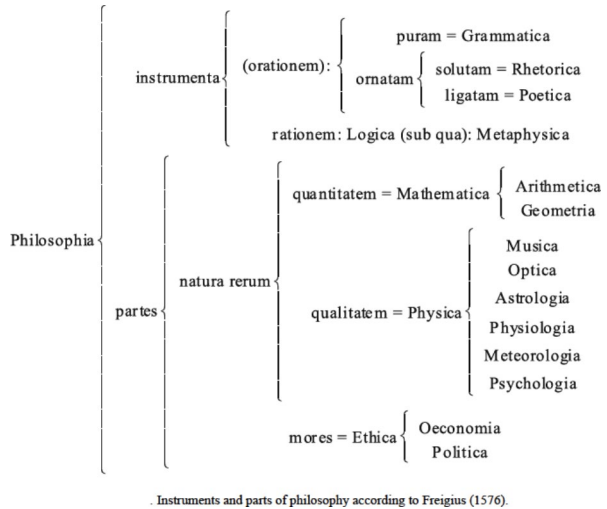 puram = Grammatica
(orationem):
solutam = Rhetorica
instrumenta
ornatam
ligatam = Poetica
rationem: Logica (sub qua): Metaphysica
quantitatem = Mathematica
Arithmetica
Geometria
Philosophia
Musica
Optica
natura rerum
Astrologia
partes
qualitatem = Physica
Physiologia
Meteorologia
Psychologia
mores = Ethica
Oeconomia
Politica
. Instruments and parts of philosophy according to Freigius (1576).